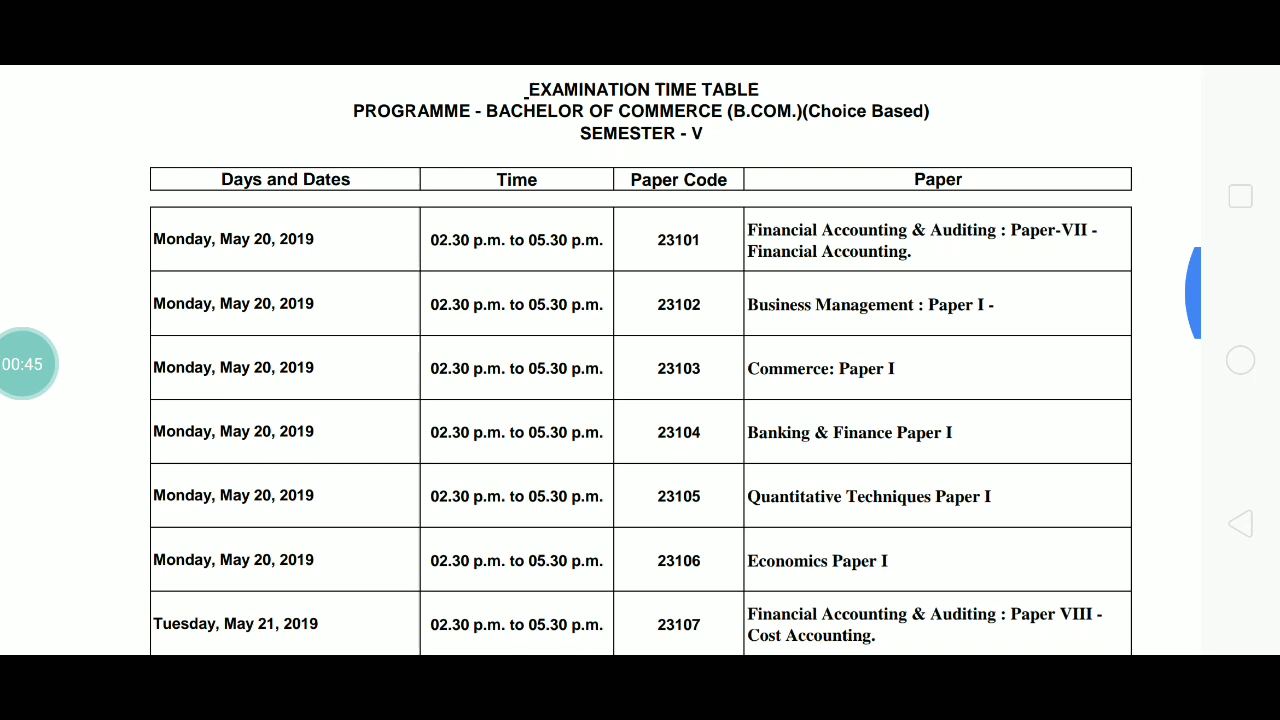 EXAMINATION TIME TABLE
PROGRAMME - BACHELOR OF COMMERCE (B.COM.)(Choice Based)
SEMESTER - V
Days and Dates Time Paper Code Paper
Monday, May 20, 2019 02.30 p.m. to 05.30 p.m. 23101 Financial Accounting & Auditing : Paper-VII -
Financial Accounting.
Monday, May 20, 2019 02.30 p.m. to 05.30 p.m. 23102 Business Management : Paper I -
Monday, May 20, 2019 02.30 p.m. to 05.30 p.m. 23103 Commerce: Paper I
00:45
Monday, May 20, 2019 02.30 p.m. to 05.30 p.m. 23104 Banking & Finance Paper I
Monday, May 20, 2019 02.30 p.m. to 05.30 p.m. 23105 Quantitative Techniques Paper I
Monday, May 20, 2019 02.30 p.m. to 05.30 p.m. 23106 Economics Paper I
Tuesday, May 21, 2019 02.30 p.m. to 05.30 p.m. 23107 Financial Accounting & Auditing : Paper VIII -
Cost Accounting.